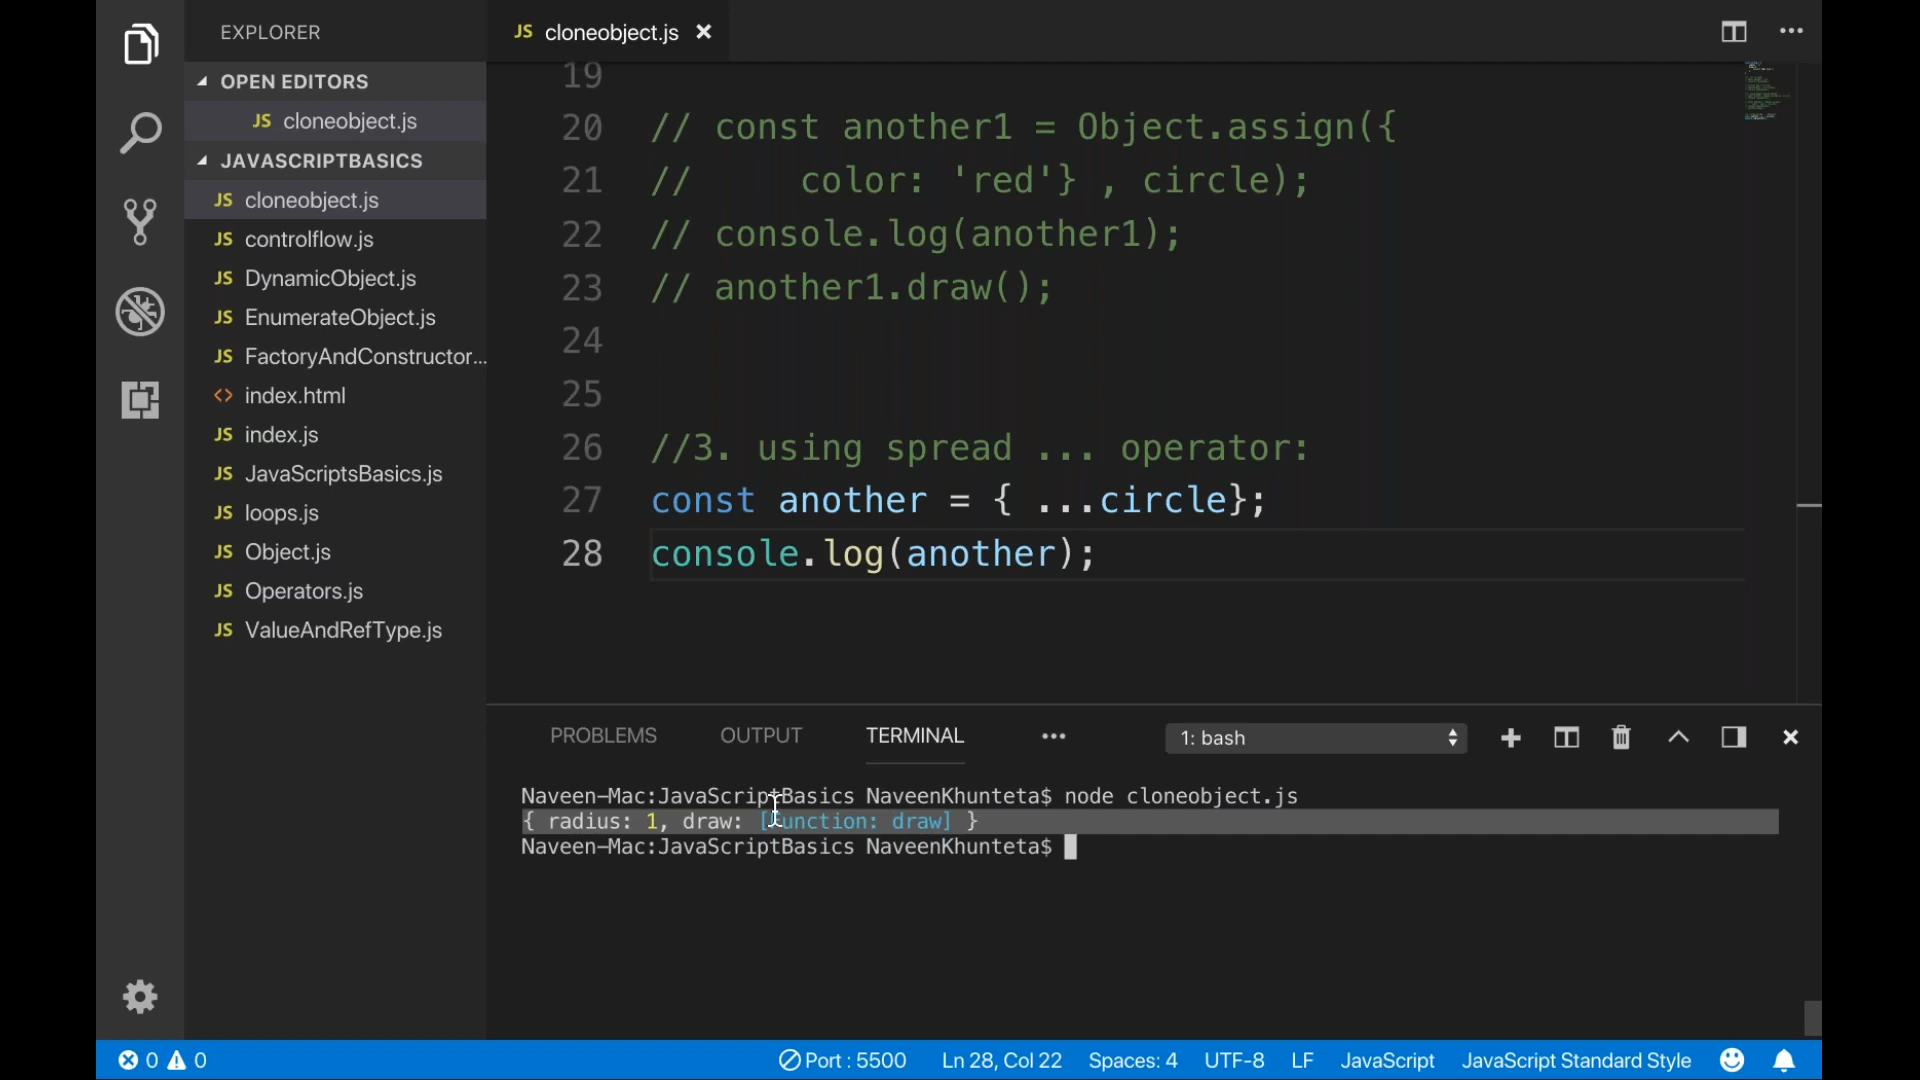 EXPLORER
OPEN EDITORS
JS cloneobject.js
JAVASCRIPTBASICS
JS cloneobject.js
JS controlflow.js
JS DynamicObject.js
JS EnumerateObject.js
JS FactoryAndConstructor...
<> index.html
JS index.js
JS JavaScriptsBasics.js
JS loops.js
JS Object.js
JS Operators.js
JS ValueAndRefType.js
JS cloneobject.js
19
20 // const another1 = Object.assign({
21 //     color: 'red'} , circle);
22 // console.log(another1);
23 // another1.draw();
24
25
26 //3. using spread ... operator:
27 const another = { ...circle};
28 console.log(another);
PROBLEMS OUTPUT TERMINAL ... 1: bash
Naveen-Mac:JavaScriptBasics NaveenKhunteta$ node cloneobject.js
{ radius: 1, draw: [Function: draw] }
Naveen-Mac:JavaScriptBasics NaveenKhunteta$
0 0 Port : 5500 Ln 28, Col 22 Spaces: 4 UTF-8 LF JavaScript JavaScript Standard Style